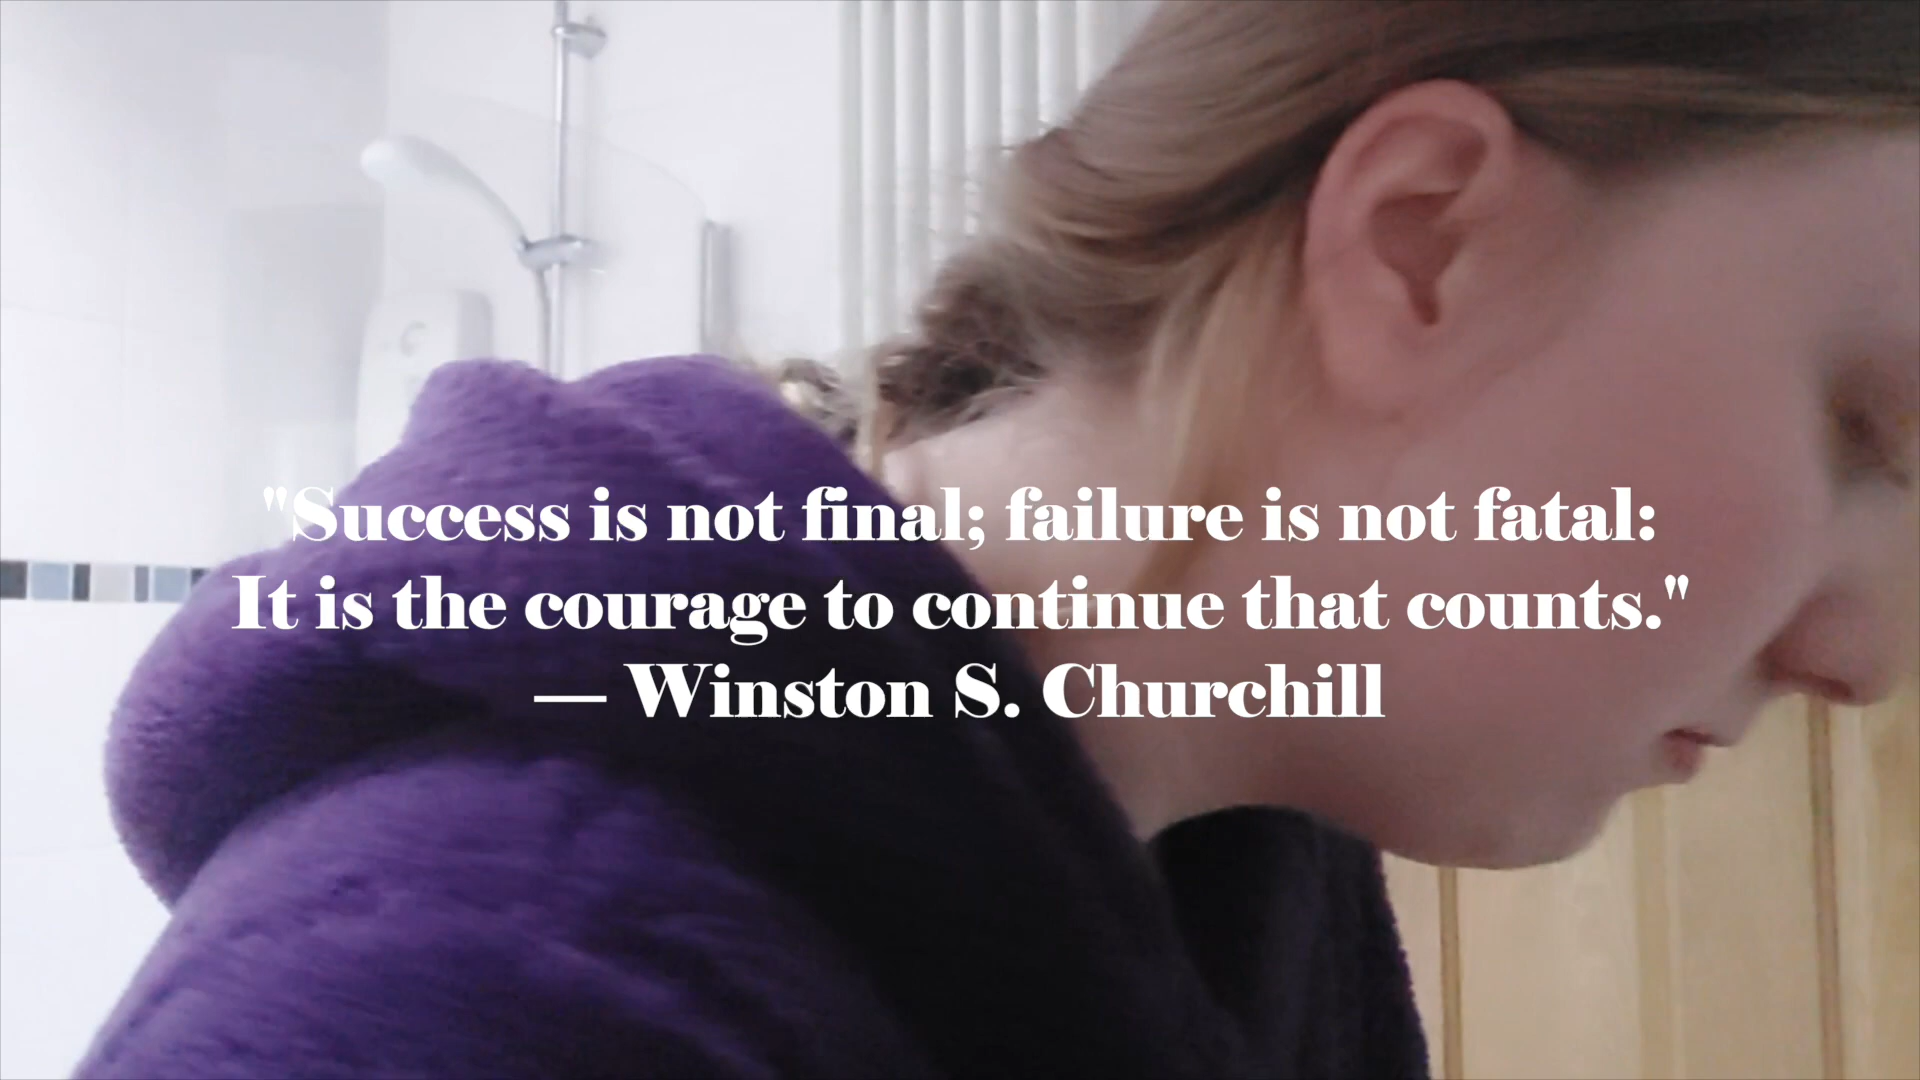 "Success is not final; failure is not fatal:
It is the courage to continue that counts."
— Winston S. Churchill